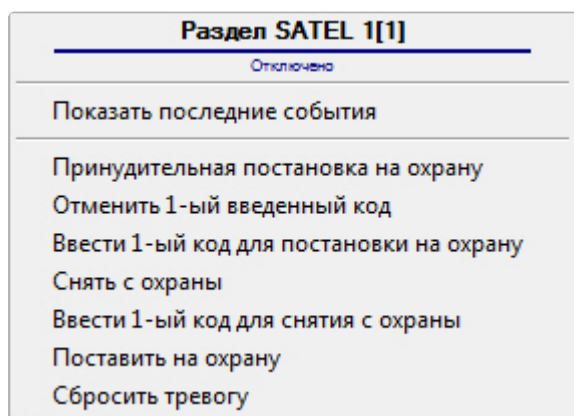 Раздел SATEL 1[1]
Отключено
Показать последние события
Принудительная постановка на охрану
Отменить 1-ый введенный код
Ввести 1-ый код для постановки на охрану
Снять с охраны
Ввести 1-ый код для снятия с охраны
Поставить на охрану
Сбросить тревогу